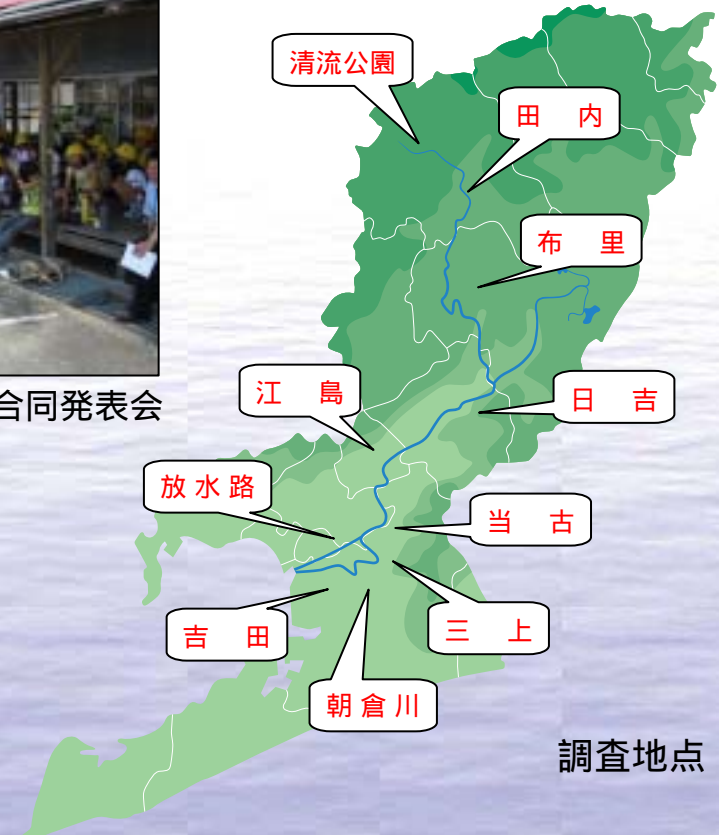 清流公園
田 内
布 里
合同発表会
江 島
日 吉
放水路
当 古
吉 田
三 上
朝倉川
調査地点